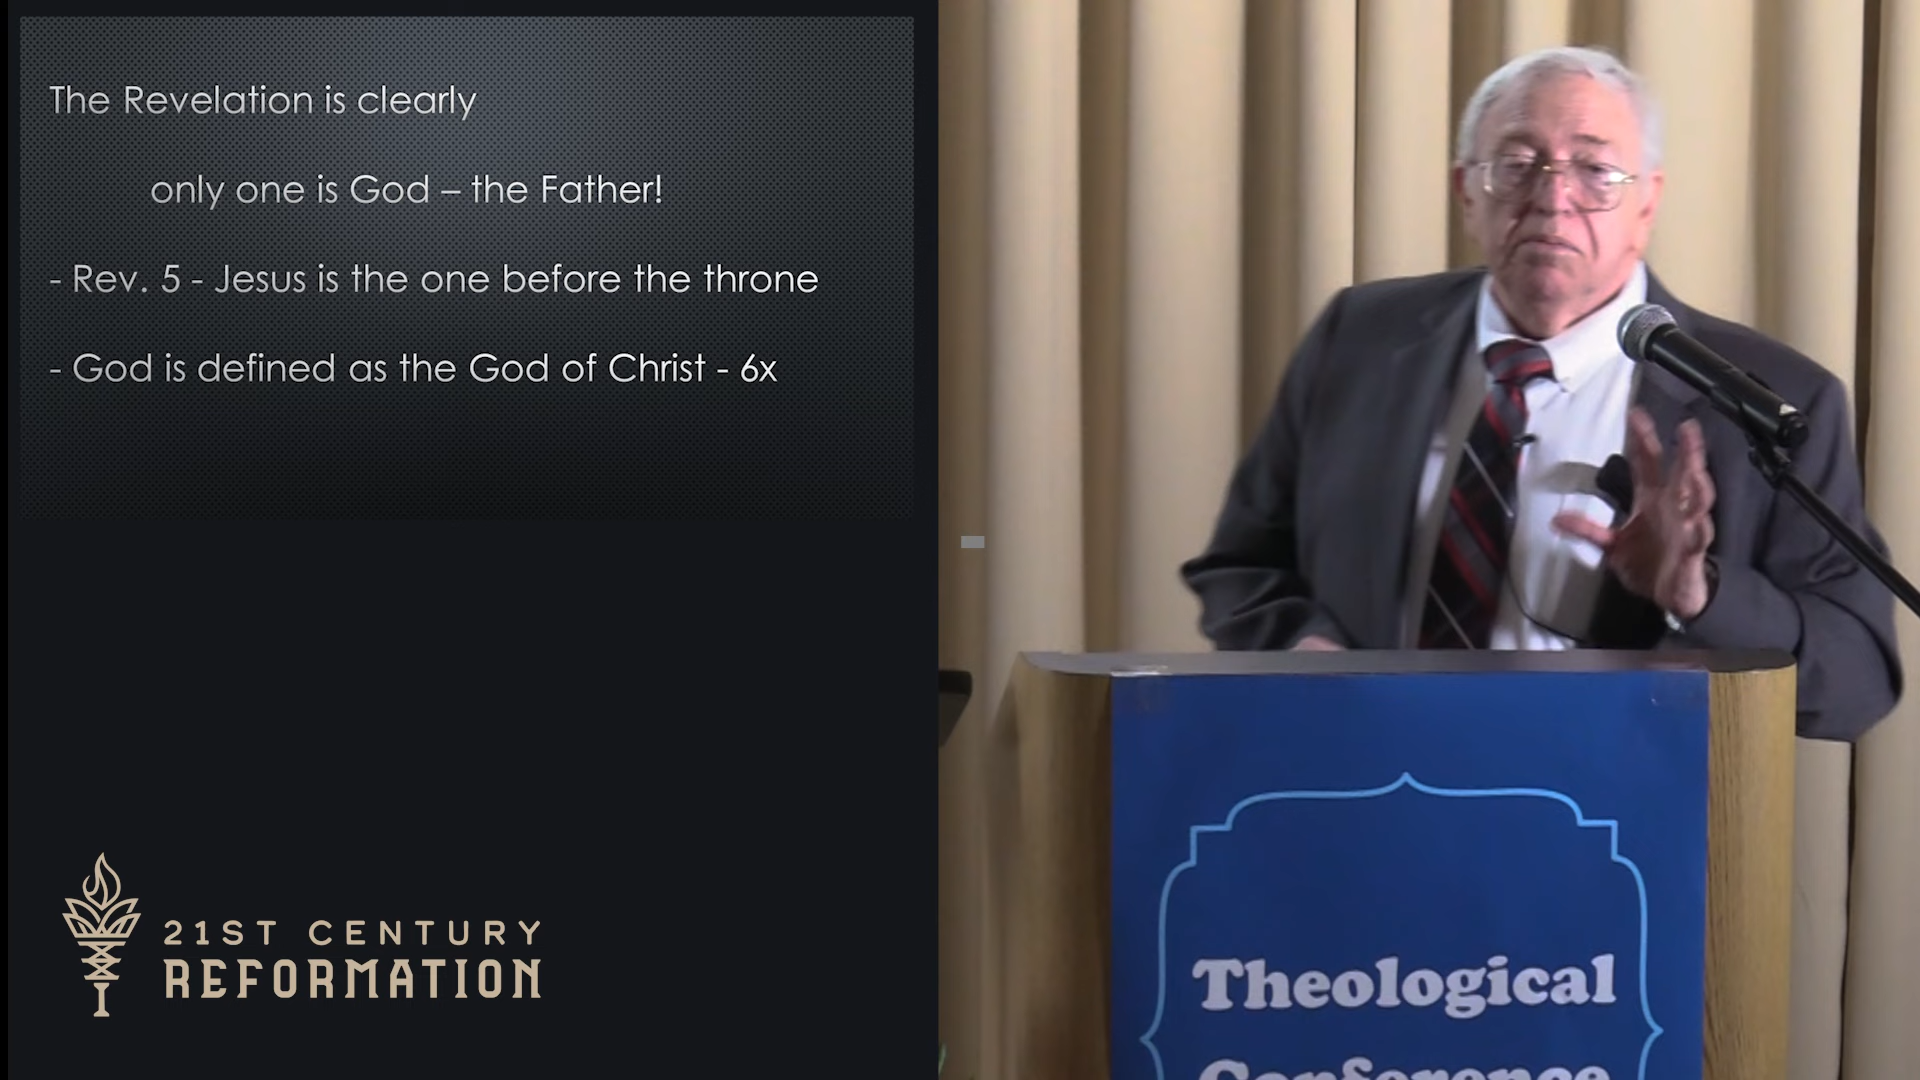 The Revelation is clearly
only one is God – the Father!
- Rev. 5 - Jesus is the one before the throne
- God is defined as the God of Christ - 6x
21ST CENTURY
REFORMATION
Theological
Conference